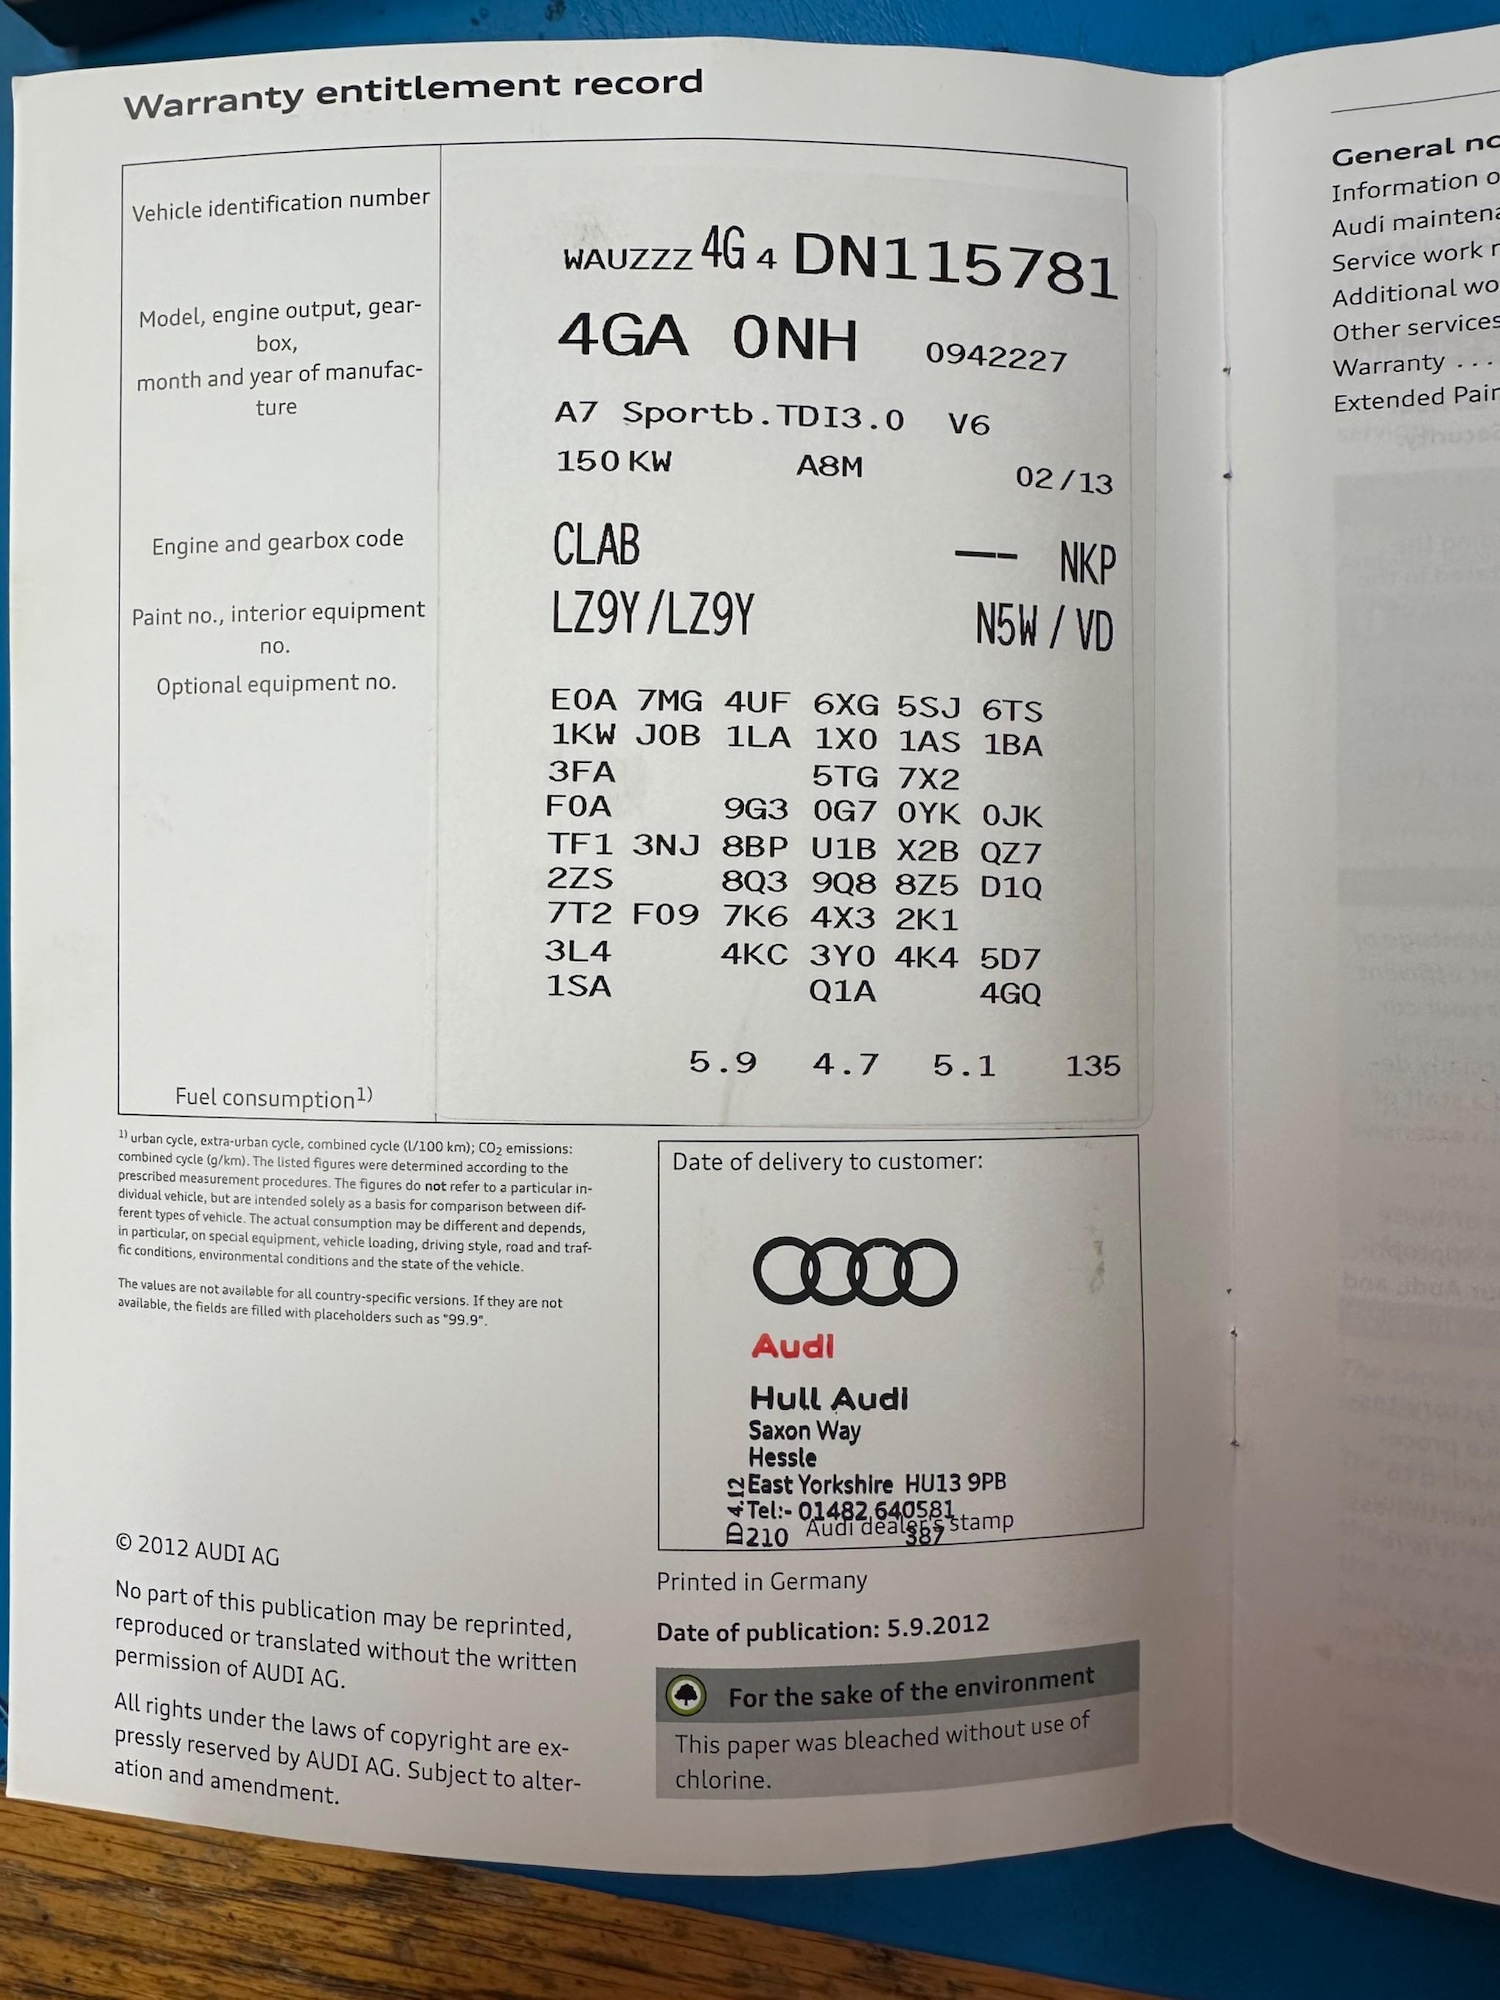 Warranty entitlement record
Vehicle identification number
WAUZZZ 4G 4 DN115781
Model, engine output, gear-
box,
month and year of manufac-
ture
4GA 0NH 0942227
A7 Sportb.TDI3.0 V6
150 KW A8M 02/13
Engine and gearbox code
CLAB –– NKP
Paint no., interior equipment
no.
LZ9Y/LZ9Y N5W / VD
Optional equipment no.
E0A 7MG 4UF 6XG 5SJ 6TS
1KW J0B 1LA 1X0 1AS 1BA
3FA 5TG 7X2
F0A 9G3 0G7 0YK 0JK
TF1 3NJ 8BP U1B X2B QZ7
2ZS 8Q3 9Q8 8Z5 D1Q
7T2 F09 7K6 4X3 2K1
3L4 4KC 3Y0 4K4 5D7
1SA Q1A 4GQ
Fuel consumption1)
5.9 4.7 5.1 135
1) urban cycle, extra-urban cycle, combined cycle (l/100 km); CO2 emissions:
combined cycle (g/km). The listed figures were determined according to the
prescribed measurement procedures. The figures do not refer to a particular in-
dividual vehicle, but are intended solely as a basis for comparison between dif-
ferent types of vehicle. The actual consumption may be different and depends,
in particular, on special equipment, vehicle loading, driving style, road and traf-
fic conditions, environmental conditions and the state of the vehicle.
The values are not available for all country-specific versions. If they are not
available, the fields are filled with placeholders such as "99.9".
© 2012 AUDI AG
No part of this publication may be reprinted,
reproduced or translated without the written
permission of AUDI AG.
All rights under the laws of copyright are ex-
pressly reserved by AUDI AG. Subject to alter-
ation and amendment.
Date of delivery to customer:
Audi
Hull Audi
Saxon Way
Hessle
East Yorkshire HU13 9PB
Tel:- 01482 640581
210 387
Audi dealer's stamp
Printed in Germany
Date of publication: 5.9.2012
For the sake of the environment
This paper was bleached without use of
chlorine.
General
Information
Audi
Service work
Additional
Other services
Warranty . . .
Extended